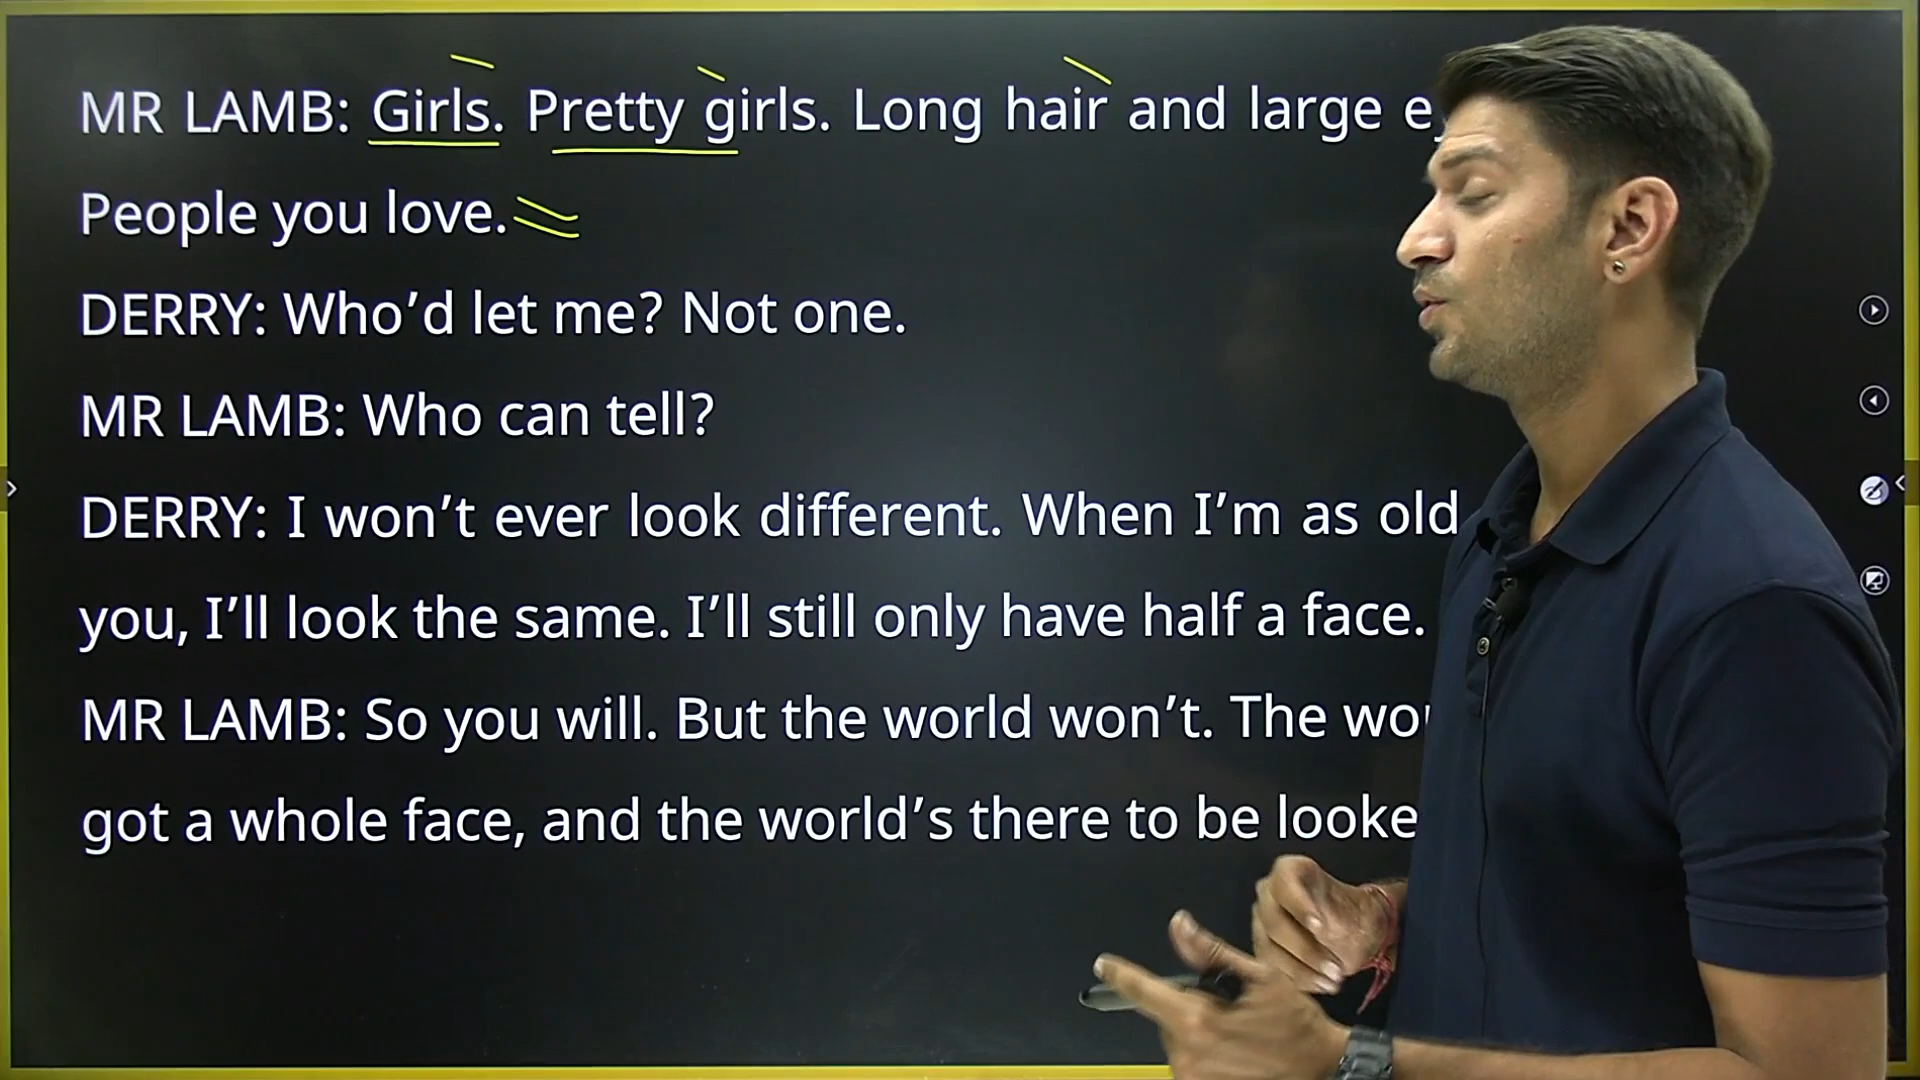 MR LAMB: Girls. Pretty girls. Long hair and large
People you love.
DERRY: Who’d let me? Not one.
MR LAMB: Who can tell?
DERRY: I won’t ever look different. When I’m as old
you, I’ll look the same. I’ll still only have half a face.
MR LAMB: So you will. But the world won’t. The
got a whole face, and the world’s there to be